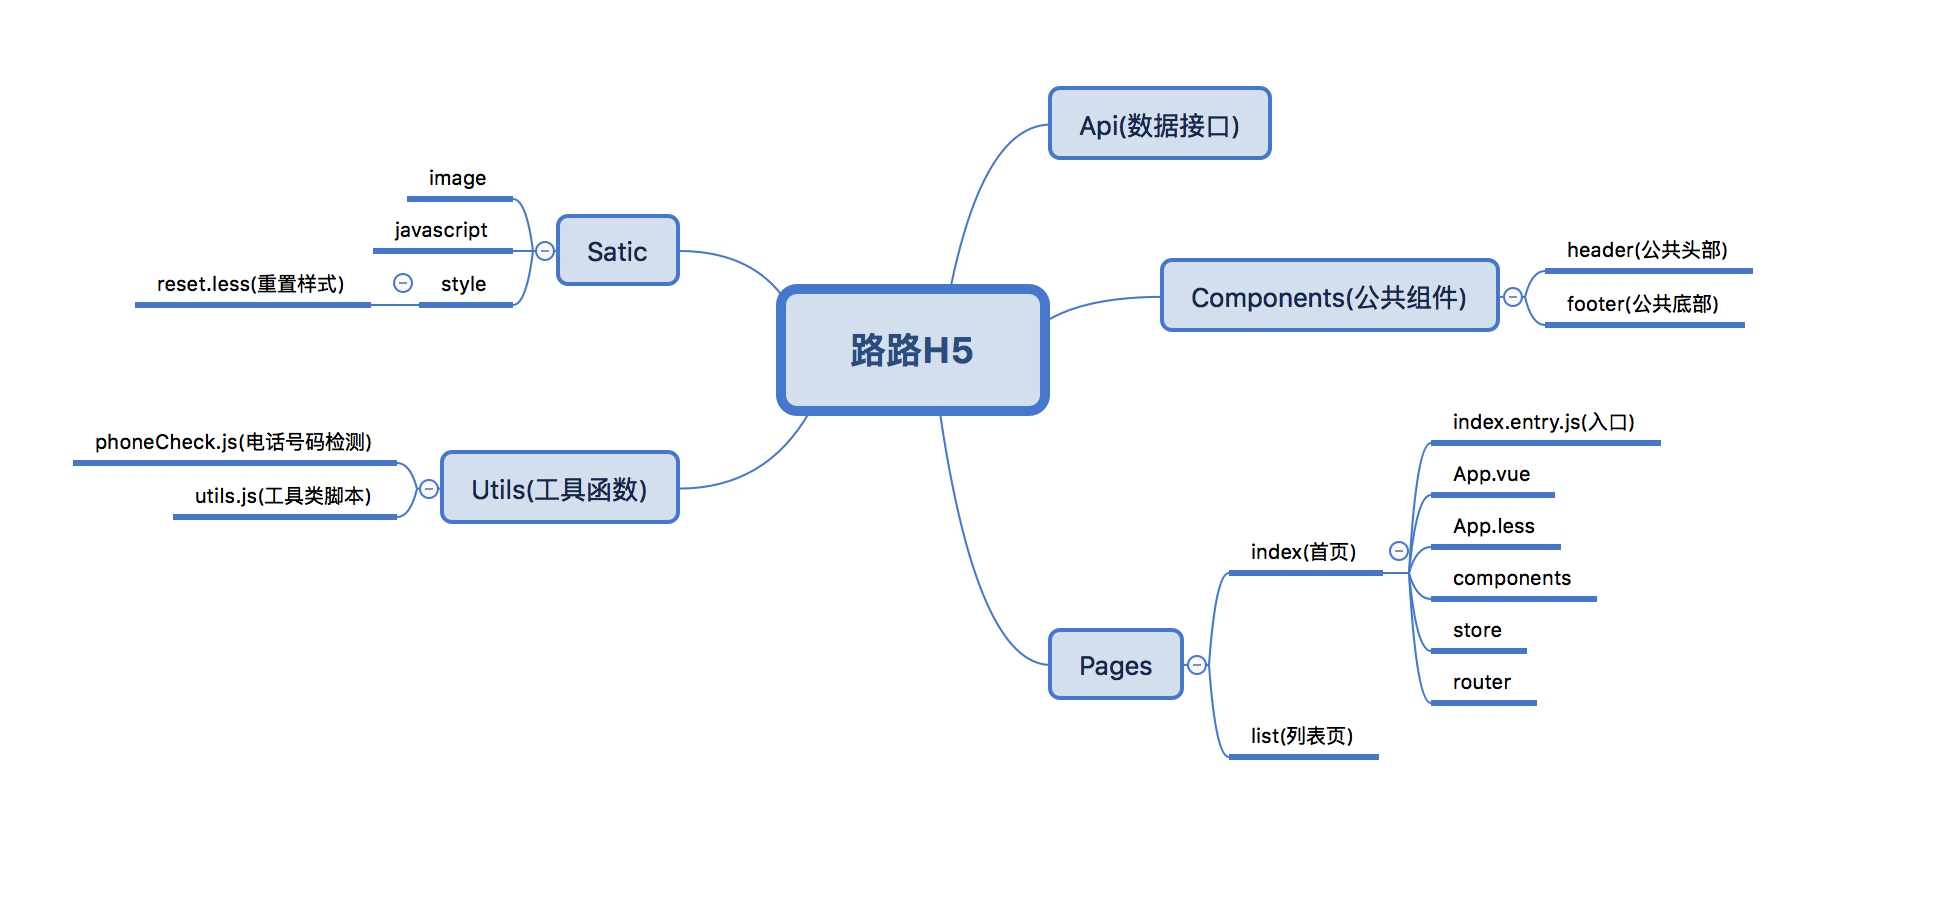 路路H5
Api(数据接口)
Components(公共组件)
header(公共头部)
footer(公共底部)
Pages
index(首页)
index.entry.js(入口)
App.vue
App.less
components
store
router
list(列表页)
Satic
image
javascript
style
reset.less(重置样式)
Utils(工具函数)
phoneCheck.js(电话号码检测)
utils.js(工具类脚本)